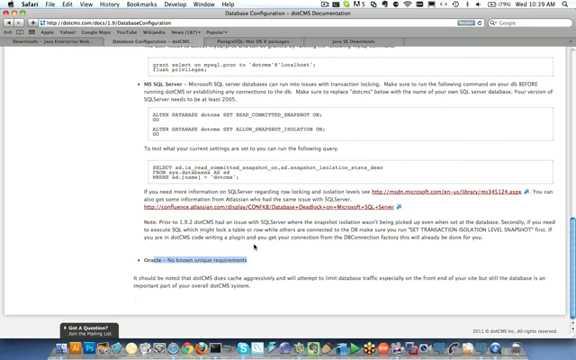 Safari File Edit View History Bookmarks Develop Window Help
Wed 10:39 AM
Database Configuration – dotCMS Documentation
http://dotcms.com/docs/1.9/DatabaseConfiguration
Google
Apple Yahoo! Google Maps YouTube Wikipedia News (187) Popular
Downloads – Java Enterprise Web...
Database Configuration – dotCMS...
PostgreSQL: Mac OS X packages
Java SE Downloads
grant select on mysql.proc to 'dotcms'@'localhost';
flush privileges;
MS SQL Server – Microsoft SQL server databases can run into issues with transaction locking. Make sure to run the following command on your db BEFORE
running dotCMS or establishing any connections to the db. Make sure you to replace "dotcms" below with the name of your own SQL server database. Your version of
SQLServer needs to be at least 2005.
ALTER DATABASE dotcms SET READ_COMMITTED_SNAPSHOT ON;
GO
ALTER DATABASE dotcms SET ALLOW_SNAPSHOT_ISOLATION ON;
GO
To test what your current settings are set to you can run the following query.
SELECT sd.is_read_committed_snapshot_on,sd.snapshot_isolation_state_desc
FROM sys.databases AS sd
WHERE sd.[name] = 'dotcms';
If you need more information on SQLServer regarding row locking and isolation levels see http://msdn.microsoft.com/en-us/library/ms345124.aspx . You can
also get some information from Atlassian who had the same issue with SQLServer.
http://confluence.atlassian.com/display/CONFKB/Database+Deadlock+on+Microsoft+SQL+Server
Note: Prior to 1.9.2 dotCMS had an issue with SQLServer where the snapshot isolation wasn't being picked up even when set at the database. Secondly, if you need
to execute SQL which might lock a table or row while others are connected to the DB make sure you run "SET TRANSACTION ISOLATION LEVEL SNAPSHOT" first. If
you are in dotCMS code writing a plugin and you get your connection from the DBConnection factory this will already be done for you.
Oracle – No known unique requirements
It should be noted that dotCMS does cache aggressively and will attempt to limit database traffic especially on the front end of your site but still the database is an
important part of your overall dotCMS system.
Got A Question?
Join the Mailing List
2011 © dotCMS Inc. All rights reserved.